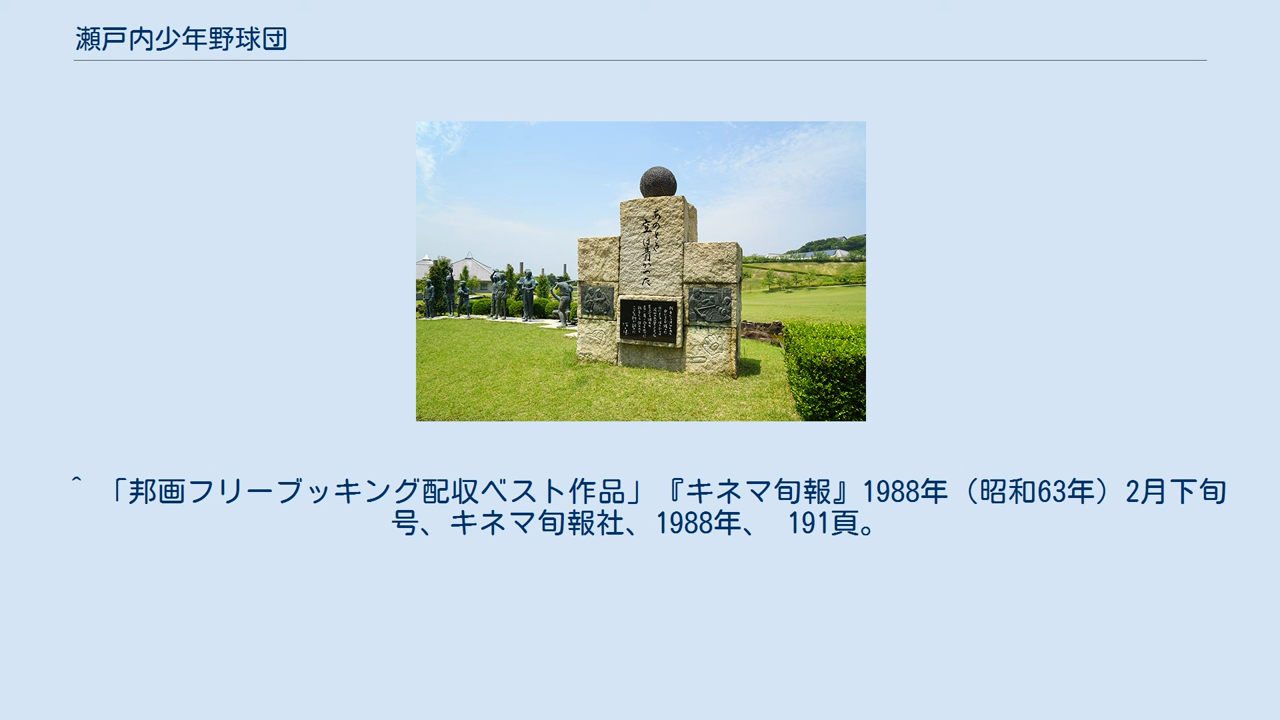 瀬戸内少年野球団
^ 「邦画フリーブッキング配収ベスト作品」『キネマ旬報』1988年（昭和63年）2月下旬
号、キネマ旬報社、1988年、 191頁。